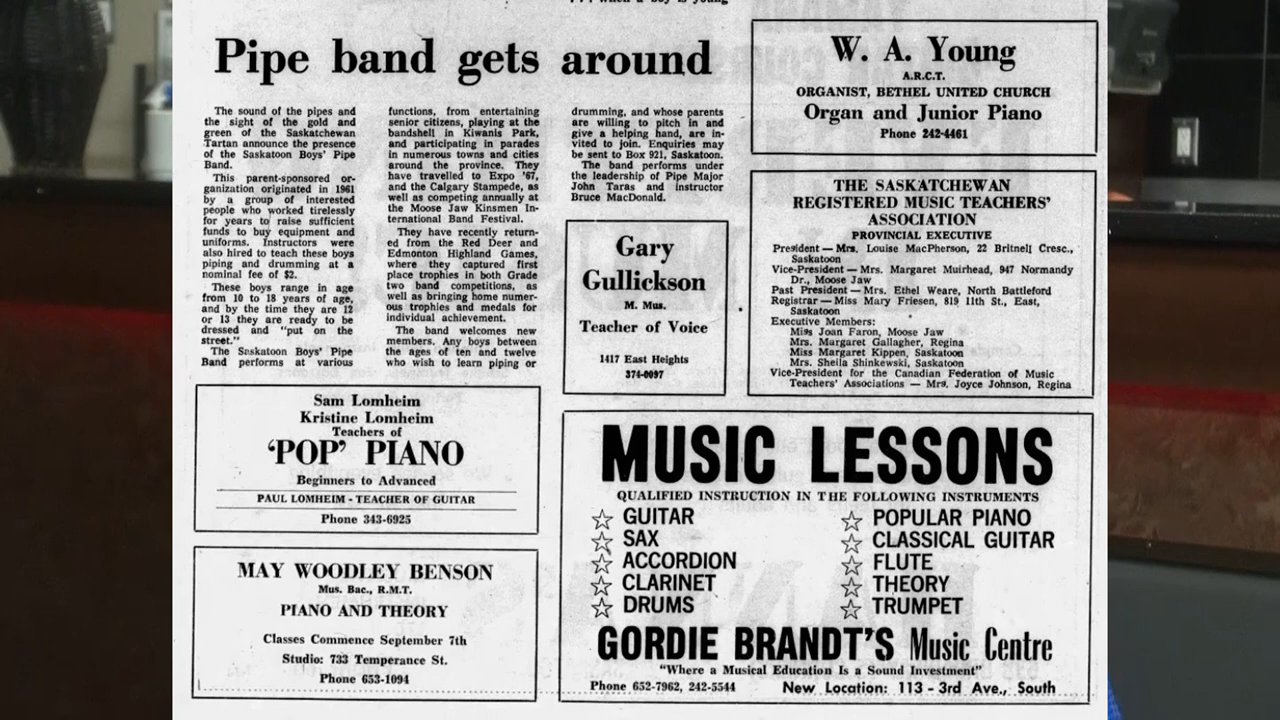 Pipe band gets around
The sound of the pipes and
the sight of the gold and
green of the Saskatchewan
Tartan announce the presence
of the Saskatoon Boys' Pipe
Band.
This parent-sponsored or-
ganization originated in 1961
by a group of interested
people who worked tirelessly
for years to raise sufficient
funds to buy equipment and
uniforms. Instructors were
also hired to teach these boys
piping and drumming at a
nominal fee of $2.
These boys range in age
from 10 to 18 years of age,
and by the time they are 12
or 13 they are ready to be
dressed and "put on the
street."
The Saskatoon Boys' Pipe
Band performs at various
functions, from entertaining
senior citizens, playing at the
bandshell in Kiwanis Park,
and participating in parades
in numerous towns and cities
around the province. They
have travelled to Expo '67,
and the Calgary Stampede, as
well as competing annually at
the Moose Jaw Kinsmen In-
ternational Band Festival.
They have recently return-
ed from the Red Deer and
Edmonton Highland Games,
where they captured first
place trophies in both Grade
two band competitions, as
well as bringing home numer-
ous trophies and medals for
individual achievement.
The band welcomes new
members. Any boys between
the ages of ten and twelve
who wish to learn piping or
drumming, and whose parents
are willing to pitch in and
give a helping hand, are in-
vited to join. Enquiries may
be sent to Box 921, Saskatoon.
The band performs under
the leadership of Pipe Major
John Taras and instructor
Bruce MacDonald.
Gary
Gullickson
M. Mus.
Teacher of Voice
1417 East Heights
374-0097
W. A. Young
A.R.C.T.
ORGANIST, BETHEL UNITED CHURCH
Organ and Junior Piano
Phone 242-4461
THE SASKATCHEWAN
REGISTERED MUSIC TEACHERS'
ASSOCIATION
PROVINCIAL EXECUTIVE
President — Mrs. Louise MacPherson, 22 Britnell Cresc.,
Saskatoon
Vice-President — Mrs. Margaret Muirhead, 947 Normandy
Dr., Moose Jaw
Past President — Mrs. Ethel Weare, North Battleford
Registrar — Miss Mary Friesen, 819 11th St., East,
Saskatoon
Executive Members:
Miss Joan Faron, Moose Jaw
Mrs. Margaret Gallagher, Regina
Miss Margaret Kippen, Saskatoon
Mrs. Sheila Shinkewski, Saskatoon
Vice-President for the Canadian Federation of Music
Teachers' Associations — Mrs. Joyce Johnson, Regina
Sam Lomheim
Kristine Lomheim
Teachers of
'POP' PIANO
Beginners to Advanced
PAUL LOMHEIM - TEACHER OF GUITAR
Phone 343-6925
MAY WOODLEY BENSON
Mus. Bac., R.M.T.
PIANO AND THEORY
Classes Commence September 7th
Studio: 733 Temperance St.
Phone 653-1094
MUSIC LESSONS
QUALIFIED INSTRUCTION IN THE FOLLOWING INSTRUMENTS
☆ GUITAR
☆ SAX
☆ ACCORDION
☆ CLARINET
☆ DRUMS
☆ POPULAR PIANO
☆ CLASSICAL GUITAR
☆ FLUTE
☆ THEORY
☆ TRUMPET
GORDIE BRANDT'S Music Centre
"Where a Musical Education Is a Sound Investment"
Phone 652-7962, 242-5544 New Location: 113 - 3rd Ave., South